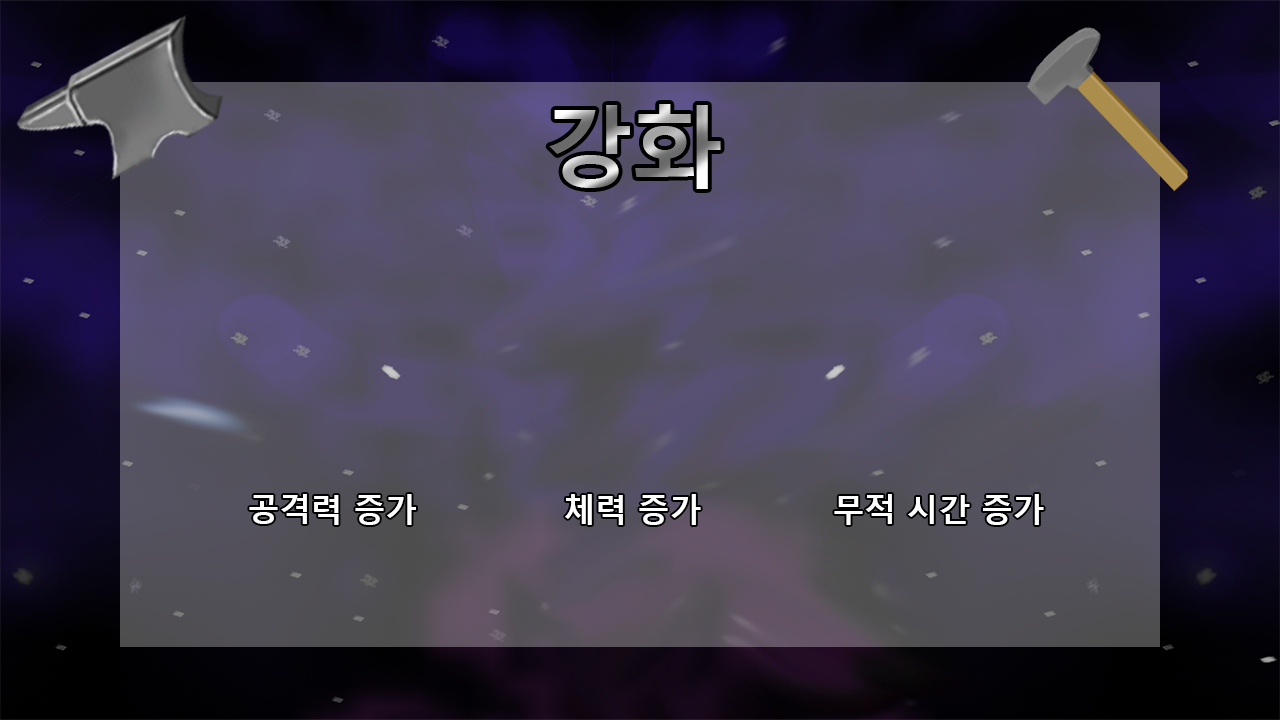 강화
공격력 증가
체력 증가
무적 시간 증가